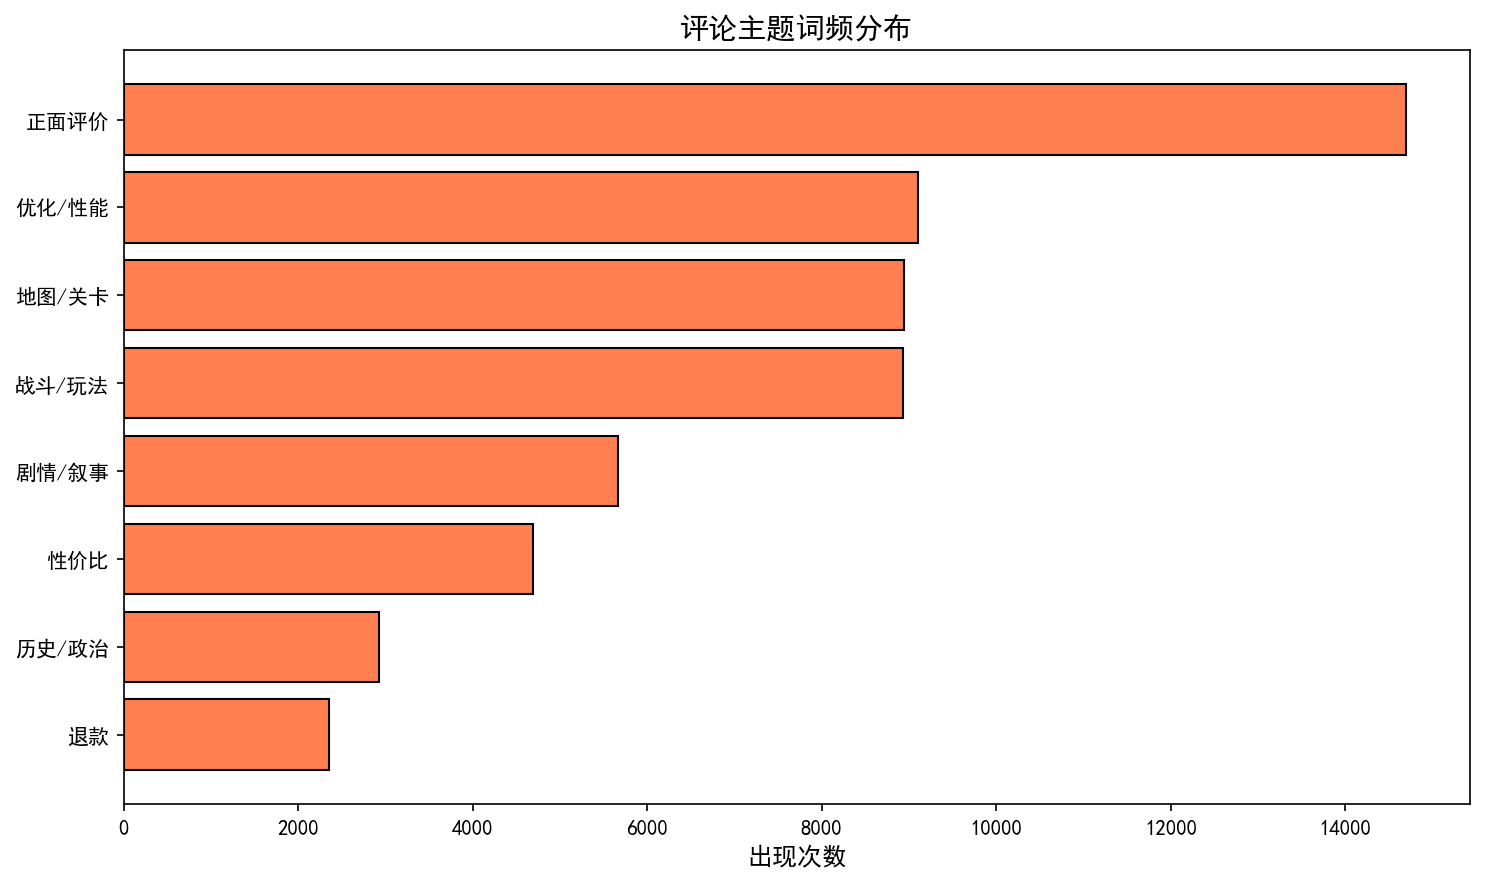 评论主题词频分布
正面评价
优化/性能
地图/关卡
战斗/玩法
剧情/叙事
性价比
历史/政治
退款
0 2000 4000 6000 8000 10000 12000 14000
出现次数